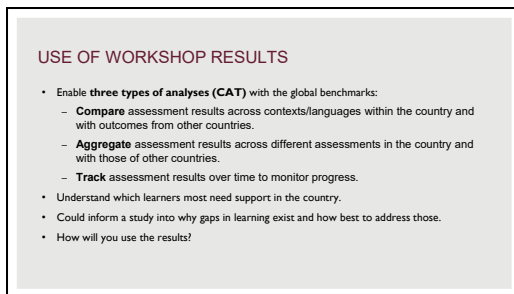 USE OF WORKSHOP RESULTS
• Enable three types of analyses (CAT) with the global benchmarks:
– Compare assessment results across contexts/languages within the country and
with outcomes from other countries.
– Aggregate assessment results across different assessments in the country and
with those of other countries.
– Track assessment results over time to monitor progress.
• Understand which learners most need support in the country.
• Could inform a study into why gaps in learning exist and how best to address those.
• How will you use the results?